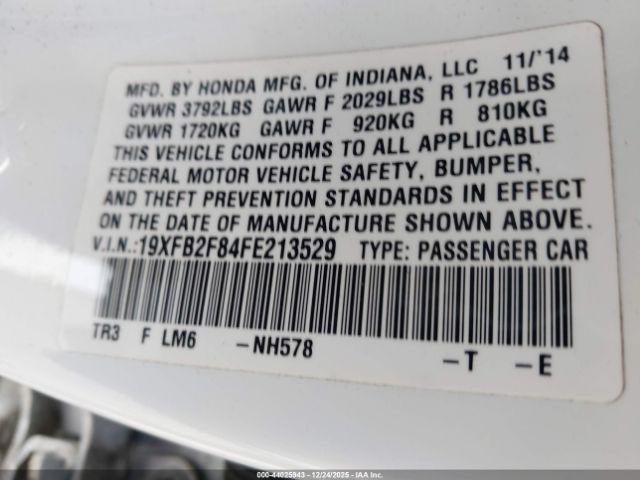 MFD. BY HONDA MFG. OF INDIANA, LLC 11/'14
GVWR 3792LBS GAWR F 2029LBS R 1786LBS
GVWR 1720KG GAWR F 920KG R 810KG
THIS VEHICLE CONFORMS TO ALL APPLICABLE
FEDERAL MOTOR VEHICLE SAFETY, BUMPER,
AND THEFT PREVENTION STANDARDS IN EFFECT
ON THE DATE OF MANUFACTURE SHOWN ABOVE.
V.I.N.:19XFB2F84FE213529 TYPE: PASSENGER CAR
TR3 F LM6 -NH578 -T -E
000-44025943 - 12/24/2025 - IAAI.COM